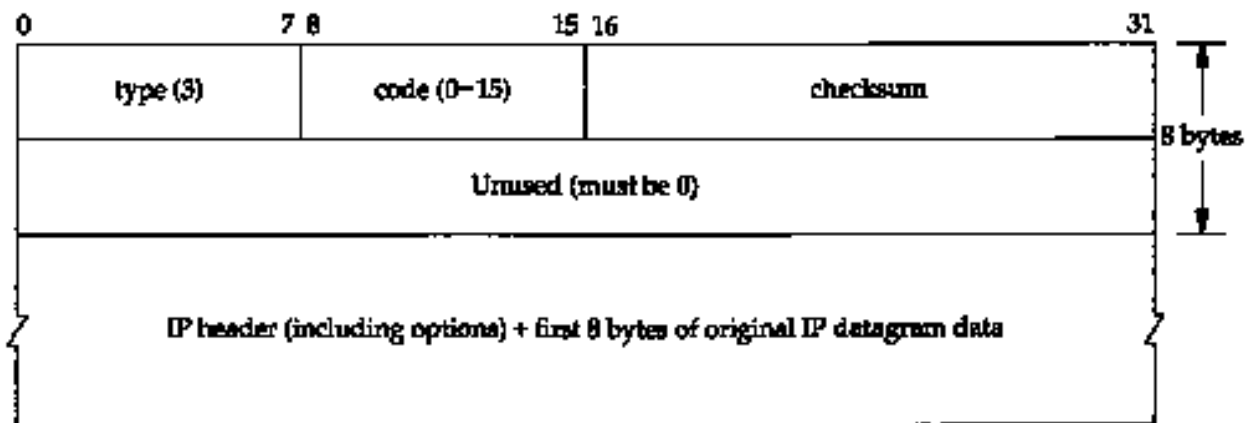 0 7 8 15 16 31
type (3) code (0-15) checksum
8 bytes
Unused (must be 0)
IP header (including options) + first 8 bytes of original IP datagram data